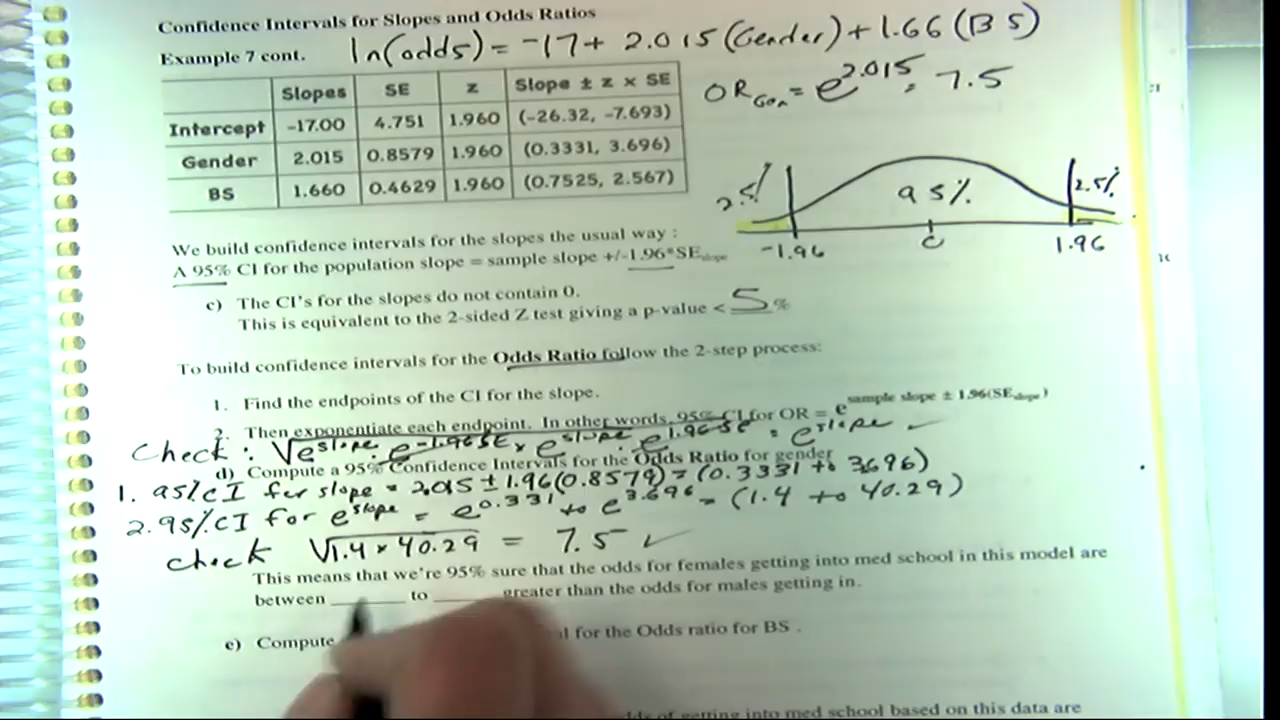 Confidence Intervals for Slopes and Odds Ratios
Example 7 cont. ln(odds) = -17 + 2.015 (Gender) + 1.66 (BS)
Slopes SE z Slope ± z x SE
Intercept -17.00 4.751 1.960 (-26.32, -7.693)
Gender 2.015 0.8579 1.960 (0.3331, 3.696)
BS 1.660 0.4629 1.960 (0.7525, 2.567)
OR Gen = e^2.015 = 7.5
2.5% 95% 2.5%
-1.96 0 1.96
We build confidence intervals for the slopes the usual way :
A 95% CI for the population slope = sample slope +/-1.96*SE slope
c) The CI's for the slopes do not contain 0.
This is equivalent to the 2-sided Z test giving a p-value < 5 %
To build confidence intervals for the Odds Ratio follow the 2-step process:
1. Find the endpoints of the CI for the slope.
2. Then exponentiate each endpoint. In other words, 95% CI for OR = e^sample slope ± 1.96(SE slope)
Check : √e^slope · e^-1.96SE × e^slope · e^1.96SE = e^slope ✓
d) Compute a 95% Confidence Intervals for the Odds Ratio for gender
1. 95% CI for slope = 2.015 ± 1.96(0.8579) = (0.3331 to 3.696)
2. 95% CI for e^slope = e^0.331 to e^3.696 = (1.4 to 40.29)
check √1.4 × 40.29 = 7.5 ✓
This means that we're 95% sure that the odds for females getting into med school in this model are
between ______ to ______ greater than the odds for males getting in.
e) Compute for the Odds ratio for BS .
of getting into med school based on this data are